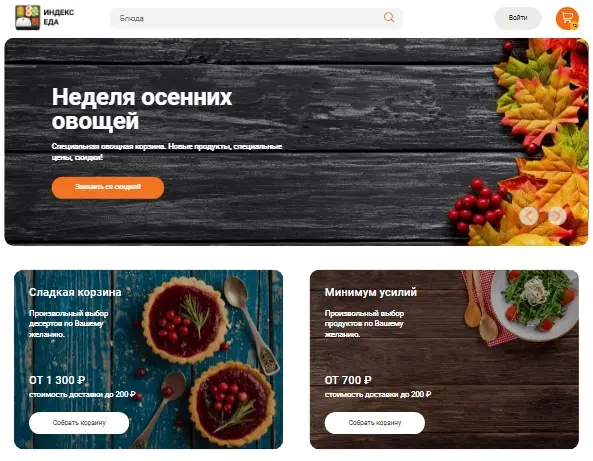 ИНДЕКС
ЕДА
Блюда
Войти
Неделя осенних
овощей
Специальная овощная корзина. Новые продукты, специальные
цены, скидки!
Заказать со скидкой
Сладкая корзина
Произвольный выбор
десертов по Вашему
желанию.
ОТ 1 300 ₽
стоимость доставки до 200 ₽
Собрать корзину
Минимум усилий
Произвольный выбор
продуктов по Вашему
желанию.
ОТ 700 ₽
стоимость доставки до 200 ₽
Собрать корзину